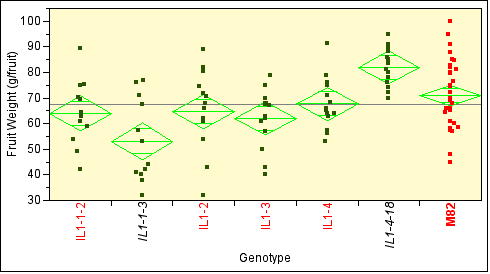 Fruit Weight (g/fruit)
100
90
80
70
60
50
40
30
IL1-1-2
IL1-1-3
IL1-2
IL1-3
IL1-4
IL1-4-18
M82
Genotype